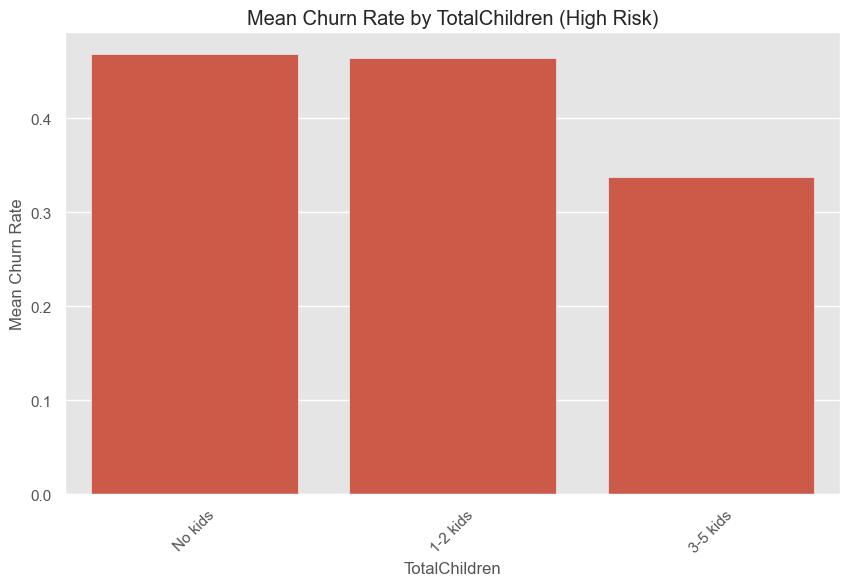 Mean Churn Rate by TotalChildren (High Risk)
Mean Churn Rate
0.4
0.3
0.2
0.1
0.0
No kids
1-2 kids
3-5 kids
TotalChildren